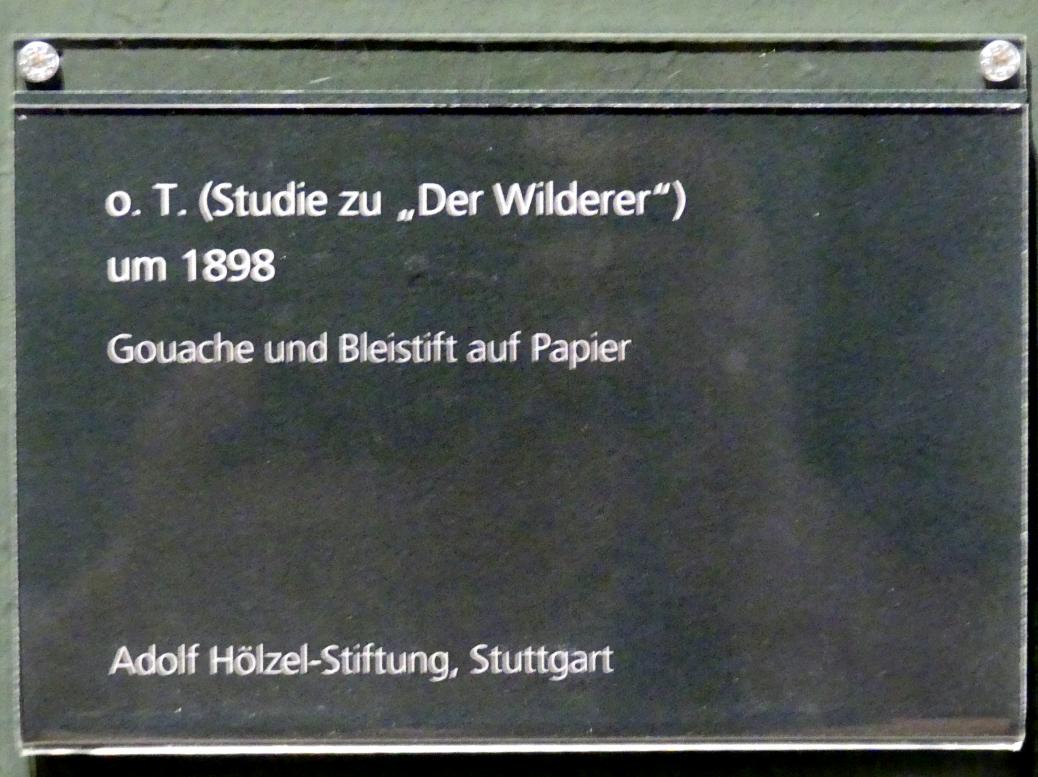 o. T. (Studie zu „Der Wilderer“)
um 1898
Gouache und Bleistift auf Papier
Adolf Hölzel-Stiftung, Stuttgart